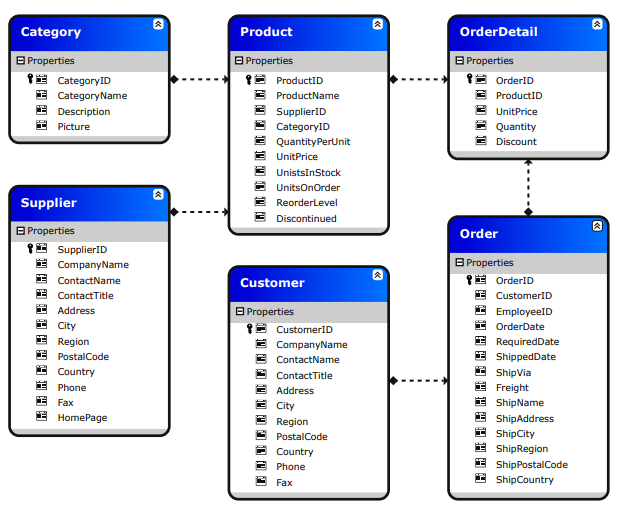 Category
Properties
CategoryID
CategoryName
Description
Picture
Product
Properties
ProductID
ProductName
SupplierID
CategoryID
QuantityPerUnit
UnitPrice
UnistsInStock
UnitsOnOrder
ReorderLevel
Discontinued
OrderDetail
Properties
OrderID
ProductID
UnitPrice
Quantity
Discount
Supplier
Properties
SupplierID
CompanyName
ContactName
ContactTitle
Address
City
Region
PostalCode
Country
Phone
Fax
HomePage
Customer
Properties
CustomerID
CompanyName
ContactName
ContactTitle
Address
City
Region
PostalCode
Country
Phone
Fax
Order
Properties
OrderID
CustomerID
EmployeeID
OrderDate
RequiredDate
ShippedDate
ShipVia
Freight
ShipName
ShipAddress
ShipCity
ShipRegion
ShipPostalCode
ShipCountry